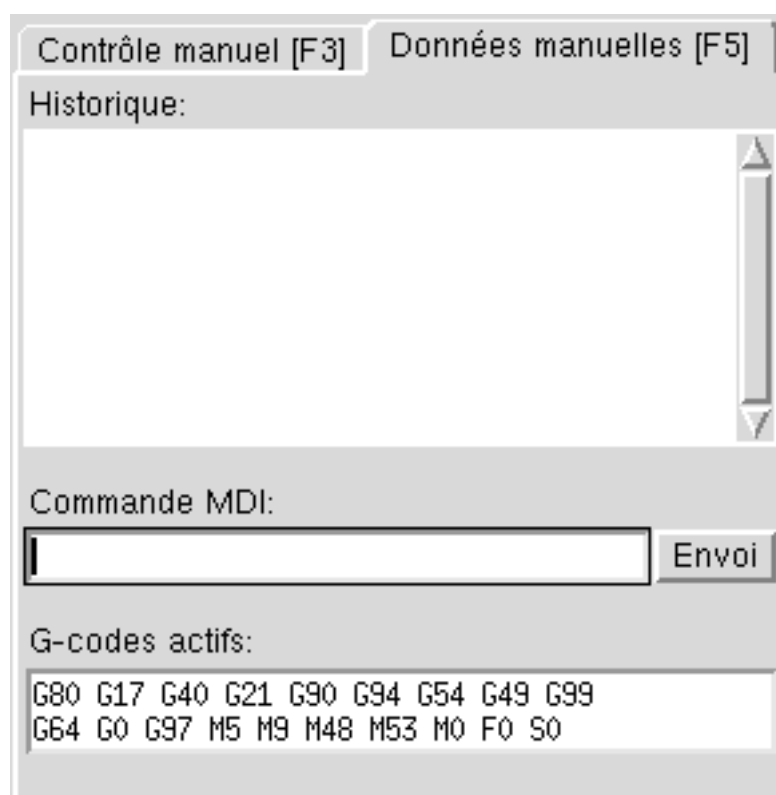 Contrôle manuel [F3] Données manuelles [F5]
Historique:
Commande MDI:
Envoi
G-codes actifs:
G80 G17 G40 G21 G90 G94 G54 G49 G99
G64 G0 G97 M5 M9 M48 M53 M0 F0 S0